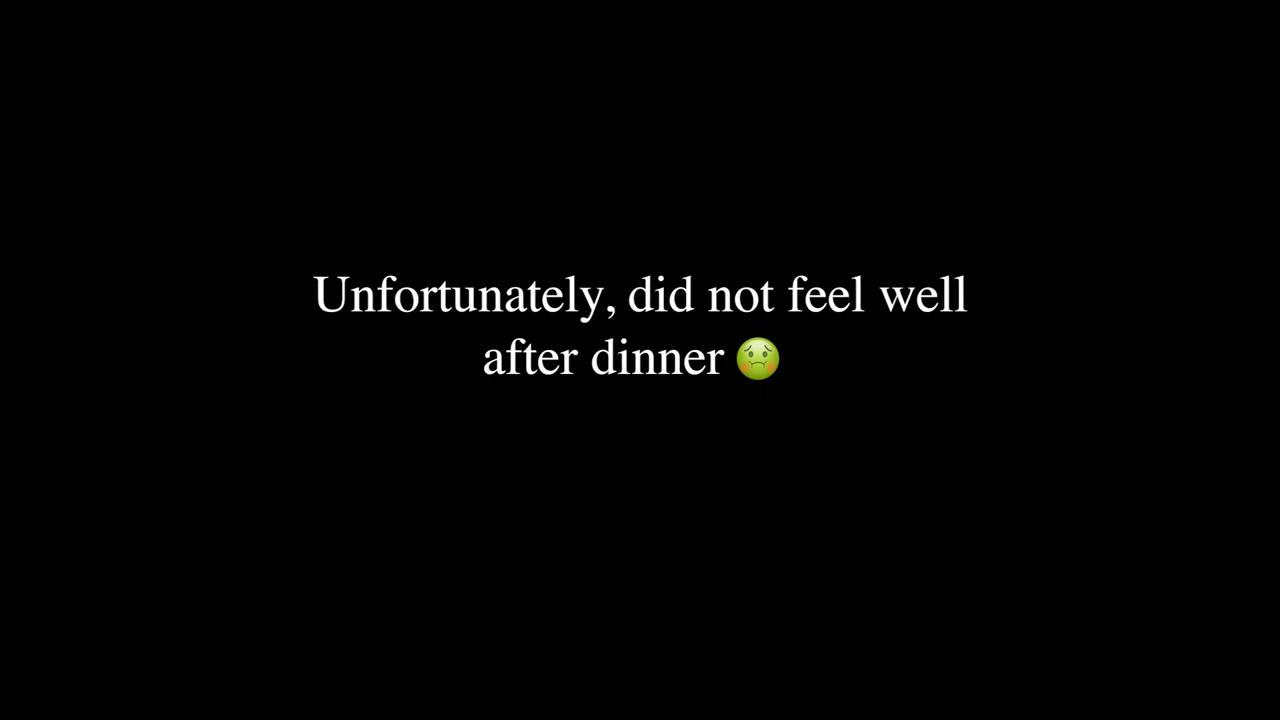 Unfortunately, did not feel well
after dinner 🤢